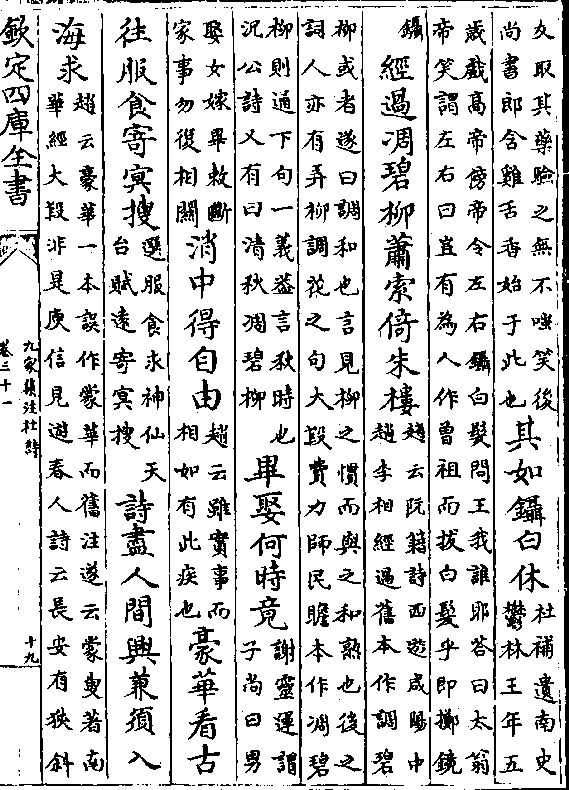 友取其藥驗之無不嗤笑後
尚書郎含雞舌香始于此也
其如鑷白休
杜補遺南史
鬱林王年五
歲戲高帝傍帝令左右鑷白髮問王我誰耶答曰太翁
帝笑謂左右曰豈有為人作曾祖而拔白髮乎即擲鏡
鑷
經過凋碧柳蕭索倚朱樓
趙云阮籍詩西遊咸陽中
趙李相經過舊本作調碧
柳或者遂曰調和也言見柳之慣而與之和熟也後之
詞人亦有弄柳調花之句大段費力師民瞻本作凋碧
柳則通下句一義蓋言秋時也
況公詩又有曰清秋凋碧柳
畢娶何時竟
謝靈運謂
子尚曰男
娶女嫁畢敕斷
家事勿復相關
消中得自由
趙云雖實事而
相如有此疾也
豪華看古
往服食寄冥搜
選服食求神仙天
台賦遠寄冥搜
詩盡人間興兼須入
海求
趙云豪華一本誤作蒙華而舊注遂云蒙叟著南
華經大段非是庾信見遊春人詩云長安有狹斜
欽定四庫全書
九家集注杜詩
卷三十一
十九